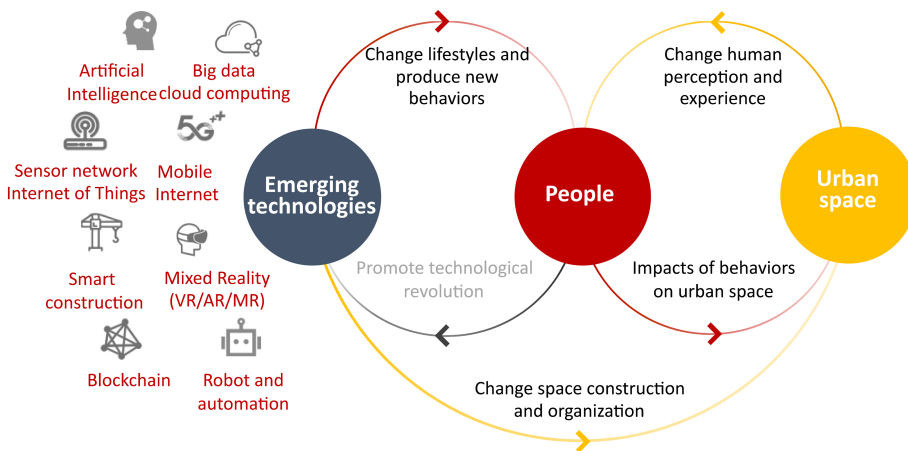 Artificial
Intelligence
Big data
cloud computing
Sensor network
Internet of Things
5G++
Mobile
Internet
Smart
construction
Mixed Reality
(VR/AR/MR)
Blockchain
Robot and
automation
Emerging
technologies
Change lifestyles and
produce new
behaviors
People
Change human
perception and
experience
Urban
space
Promote technological
revolution
Impacts of behaviors
on urban space
Change space construction
and organization